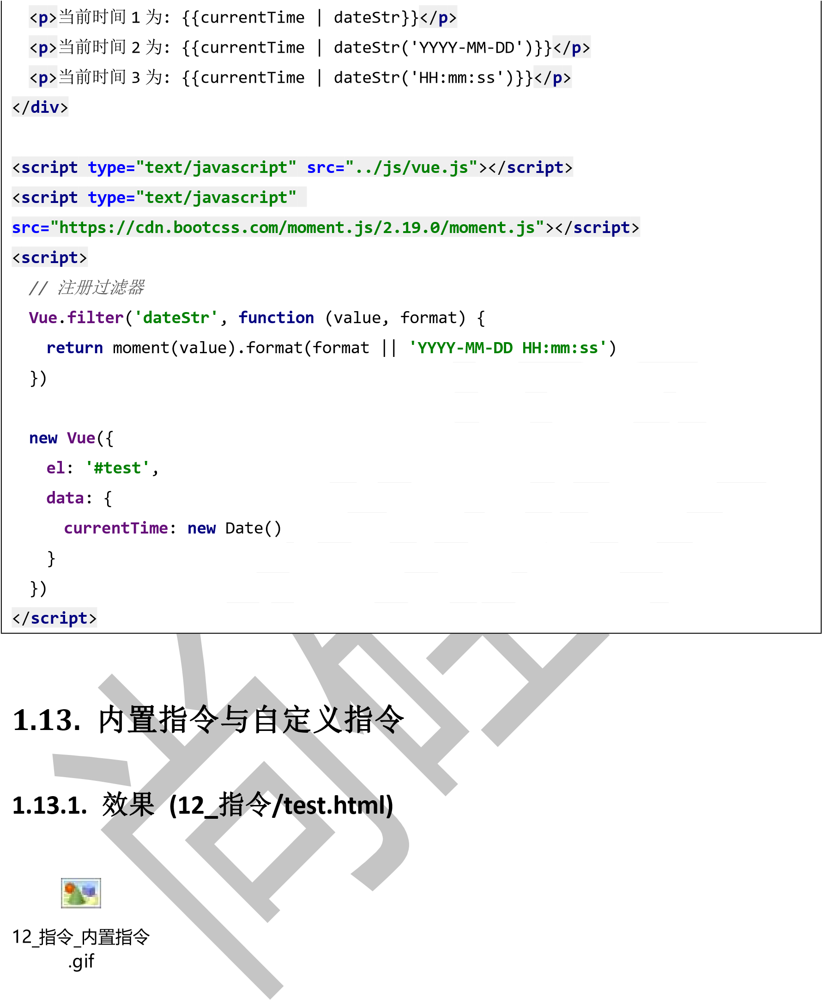 <p>当前时间 1 为: {{currentTime | dateStr}}</p>
<p>当前时间 2 为: {{currentTime | dateStr('YYYY-MM-DD')}}</p>
<p>当前时间 3 为: {{currentTime | dateStr('HH:mm:ss')}}</p>
</div>
<script type="text/javascript" src="../js/vue.js"></script>
<script type="text/javascript"
src="https://cdn.bootcss.com/moment.js/2.19.0/moment.js"></script>
<script>
// 注册过滤器
Vue.filter('dateStr', function (value, format) {
return moment(value).format(format || 'YYYY-MM-DD HH:mm:ss')
})
new Vue({
el: '#test',
data: {
currentTime: new Date()
}
})
</script>
1.13. 内置指令与自定义指令
1.13.1. 效果 (12_指令/test.html)
12_指令_内置指令
.gif